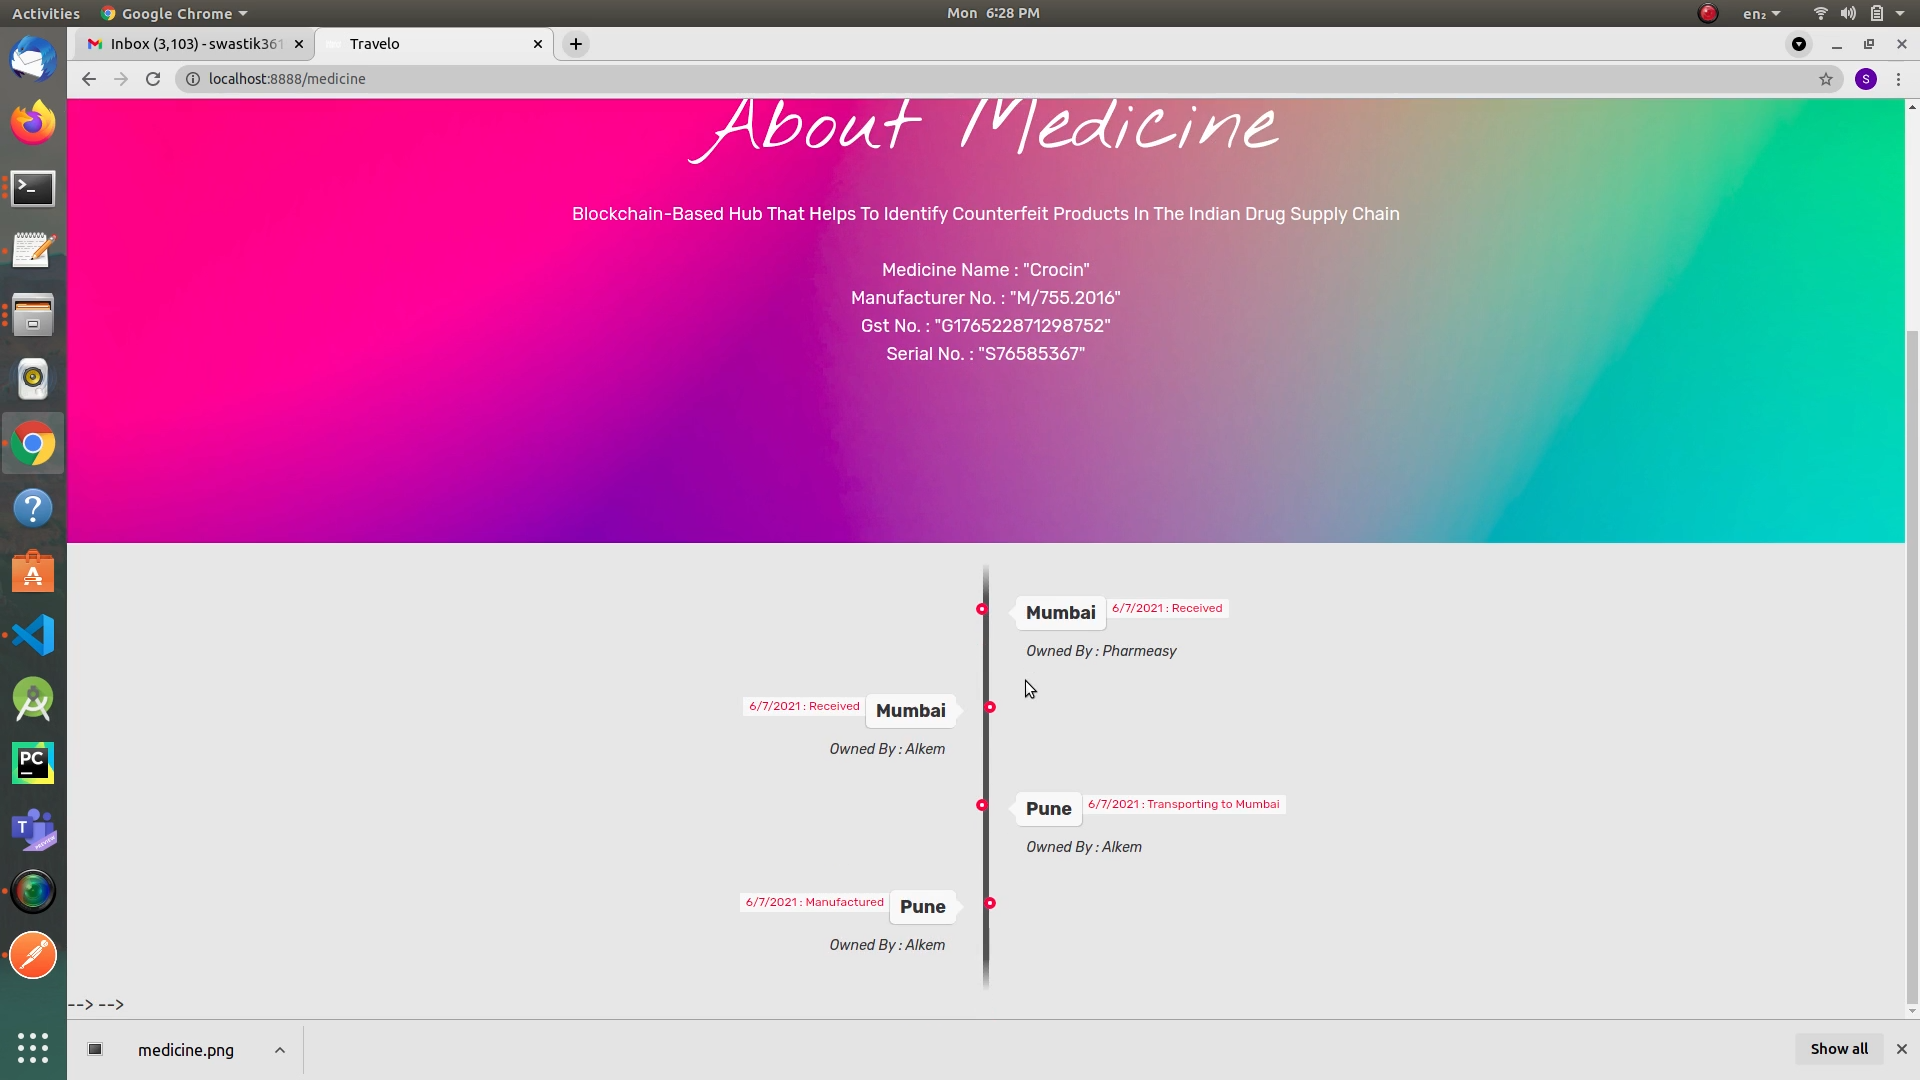 Activities Google Chrome Mon 6:28 PM en₂
Inbox (3,103) - swastik361 Travelo
localhost:8888/medicine S
About Medicine
Blockchain-Based Hub That Helps To Identify Counterfeit Products In The Indian Drug Supply Chain
Medicine Name : "Crocin"
Manufacturer No. : "M/755.2016"
Gst No. : "G176522871298752"
Serial No. : "S76585367"
Mumbai 6/7/2021 : Received
Owned By : Pharmeasy
6/7/2021 : Received Mumbai
Owned By : Alkem
Pune 6/7/2021 : Transporting to Mumbai
Owned By : Alkem
6/7/2021 : Manufactured Pune
Owned By : Alkem
--> -->
medicine.png Show all